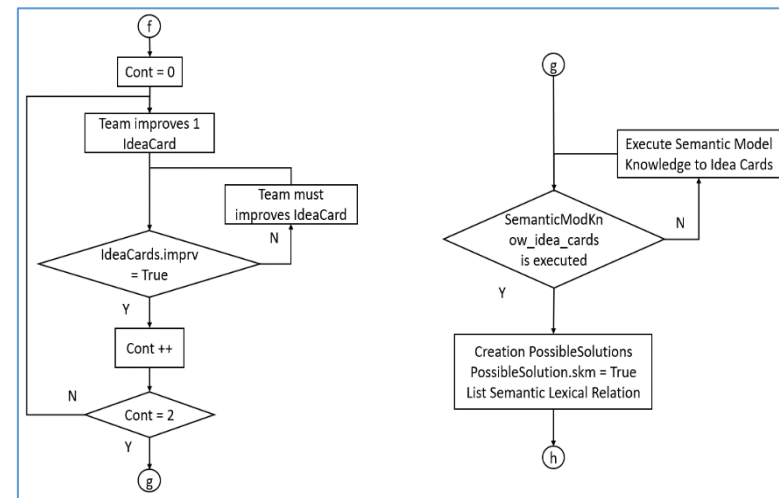 f
Cont = 0
Team improves 1
IdeaCard
Team must
improves IdeaCard
N
IdeaCards.imprv
= True
Y
Cont ++
N
Cont = 2
Y
g
g
Execute Semantic Model
Knowledge to Idea Cards
N
SemanticModKn
ow_idea_cards
is executed
Y
Creation PossibleSolutions
PossibleSolution.skm = True
List Semantic Lexical Relation
h